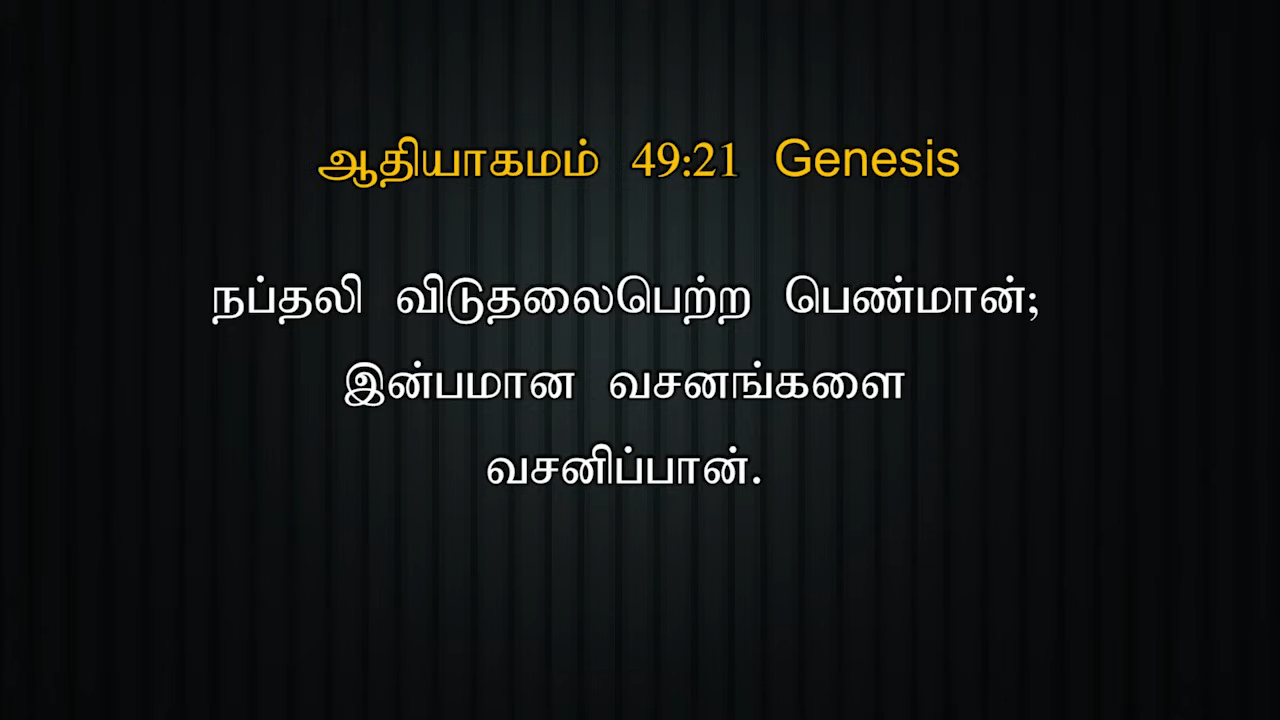 ஆதியாகமம் 49:21 Genesis
நப்தலி விடுதலைபெற்ற பெண்மான்;
இன்பமான வசனங்களை
வசனிப்பான்.